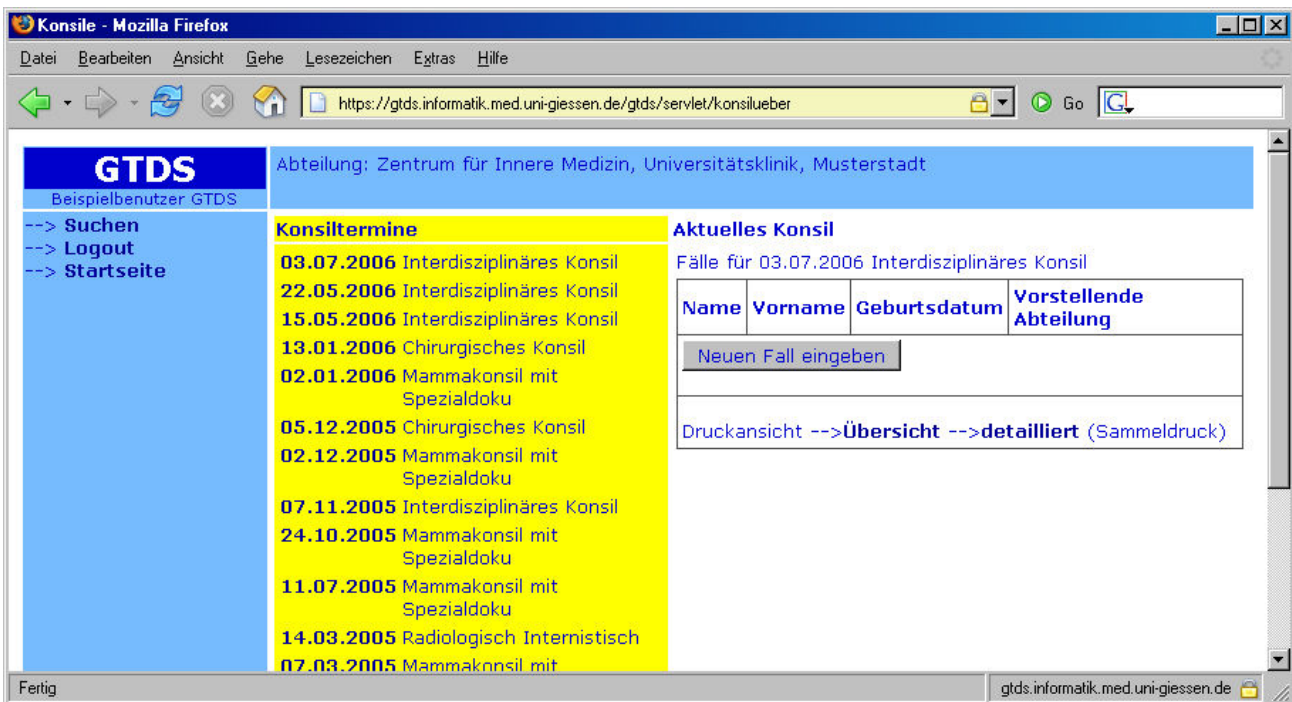 Konsile - Mozilla Firefox
Datei Bearbeiten Ansicht Gehe Lesezeichen Extras Hilfe
https://gtds.informatik.med.uni-giessen.de/gtds/servlet/konsilueber
Go
G
GTDS
Beispielbenutzer GTDS
--> Suchen
--> Logout
--> Startseite
Abteilung: Zentrum für Innere Medizin, Universitätsklinik, Musterstadt
Konsiltermine
03.07.2006 Interdisziplinäres Konsil
22.05.2006 Interdisziplinäres Konsil
15.05.2006 Interdisziplinäres Konsil
13.01.2006 Chirurgisches Konsil
02.01.2006 Mammakonsil mit
Spezialdoku
05.12.2005 Chirurgisches Konsil
02.12.2005 Mammakonsil mit
Spezialdoku
07.11.2005 Interdisziplinäres Konsil
24.10.2005 Mammakonsil mit
Spezialdoku
11.07.2005 Mammakonsil mit
Spezialdoku
14.03.2005 Radiologisch Internistisch
07.03.2005 Mammakonsil mit
Aktuelles Konsil
Fälle für 03.07.2006 Interdisziplinäres Konsil
Name Vorname Geburtsdatum Vorstellende
Abteilung
Neuen Fall eingeben
Druckansicht -->Übersicht -->detailliert (Sammeldruck)
Fertig
gtds.informatik.med.uni-giessen.de